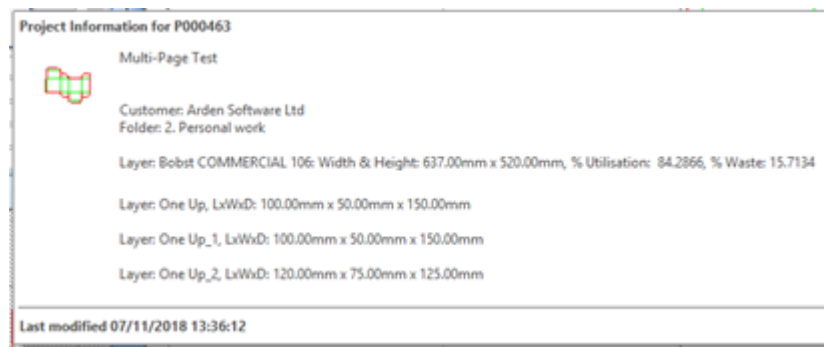 Project Information for P000463
Multi-Page Test
Customer: Arden Software Ltd
Folder: 2. Personal work
Layer: Bobst COMMERCIAL 106: Width & Height: 637.00mm x 520.00mm, % Utilisation:  84.2866, % Waste: 15.7134
Layer: One Up, LxWxD: 100.00mm x 50.00mm x 150.00mm
Layer: One Up_1, LxWxD: 100.00mm x 50.00mm x 150.00mm
Layer: One Up_2, LxWxD: 120.00mm x 75.00mm x 125.00mm
Last modified 07/11/2018 13:36:12